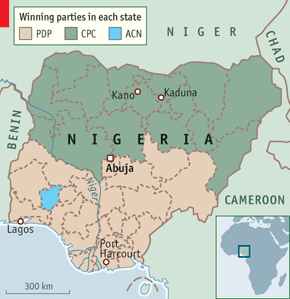 Winning parties in each state
PDP CPC ACN
NIGER
CHAD
Kano
Kaduna
BENIN
NIGERIA
Abuja
Niger
CAMEROON
Lagos
Port
Harcourt
300 km